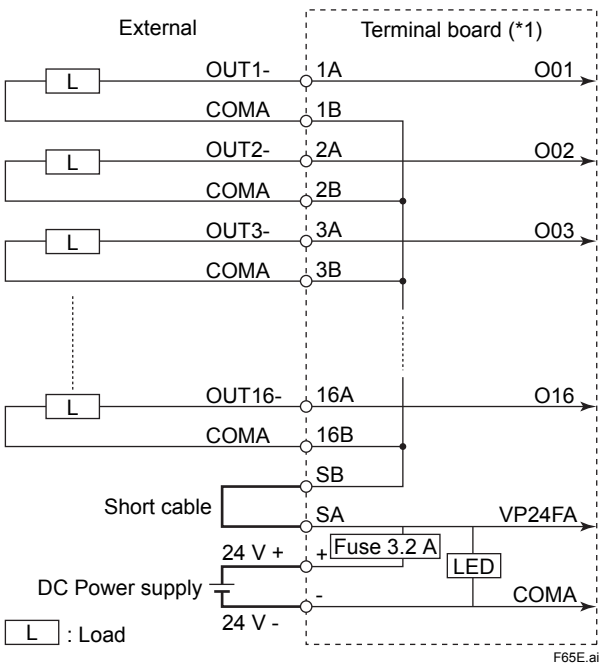 External
Terminal board (*1)
L
OUT1-
1A
O01
COMA
1B
L
OUT2-
2A
O02
COMA
2B
L
OUT3-
3A
O03
COMA
3B
L
OUT16-
16A
O16
COMA
16B
SB
Short cable
SA
VP24FA
24 V +
+
Fuse 3.2 A
LED
DC Power supply
-
COMA
24 V -
L : Load
F65E.ai